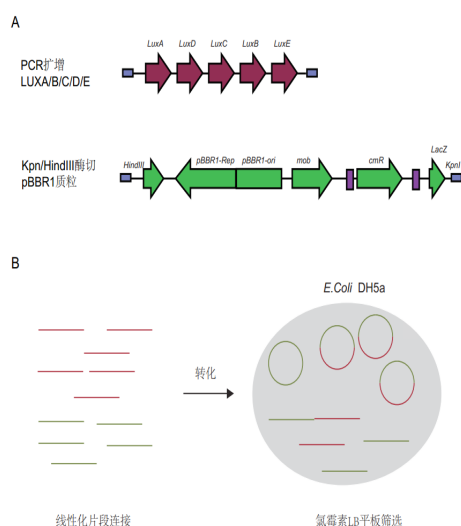 A
PCR扩增
LUXA/B/C/D/E
LuxA LuxD LuxC LuxB LuxE
Kpn/HindIII酶切
pBBR1质粒
HindIII pBBR1-Rep pBBR1-ori mob cmR LacZ KpnI
B
E.Coli DH5a
转化
线性化片段连接
氯霉素LB平板筛选